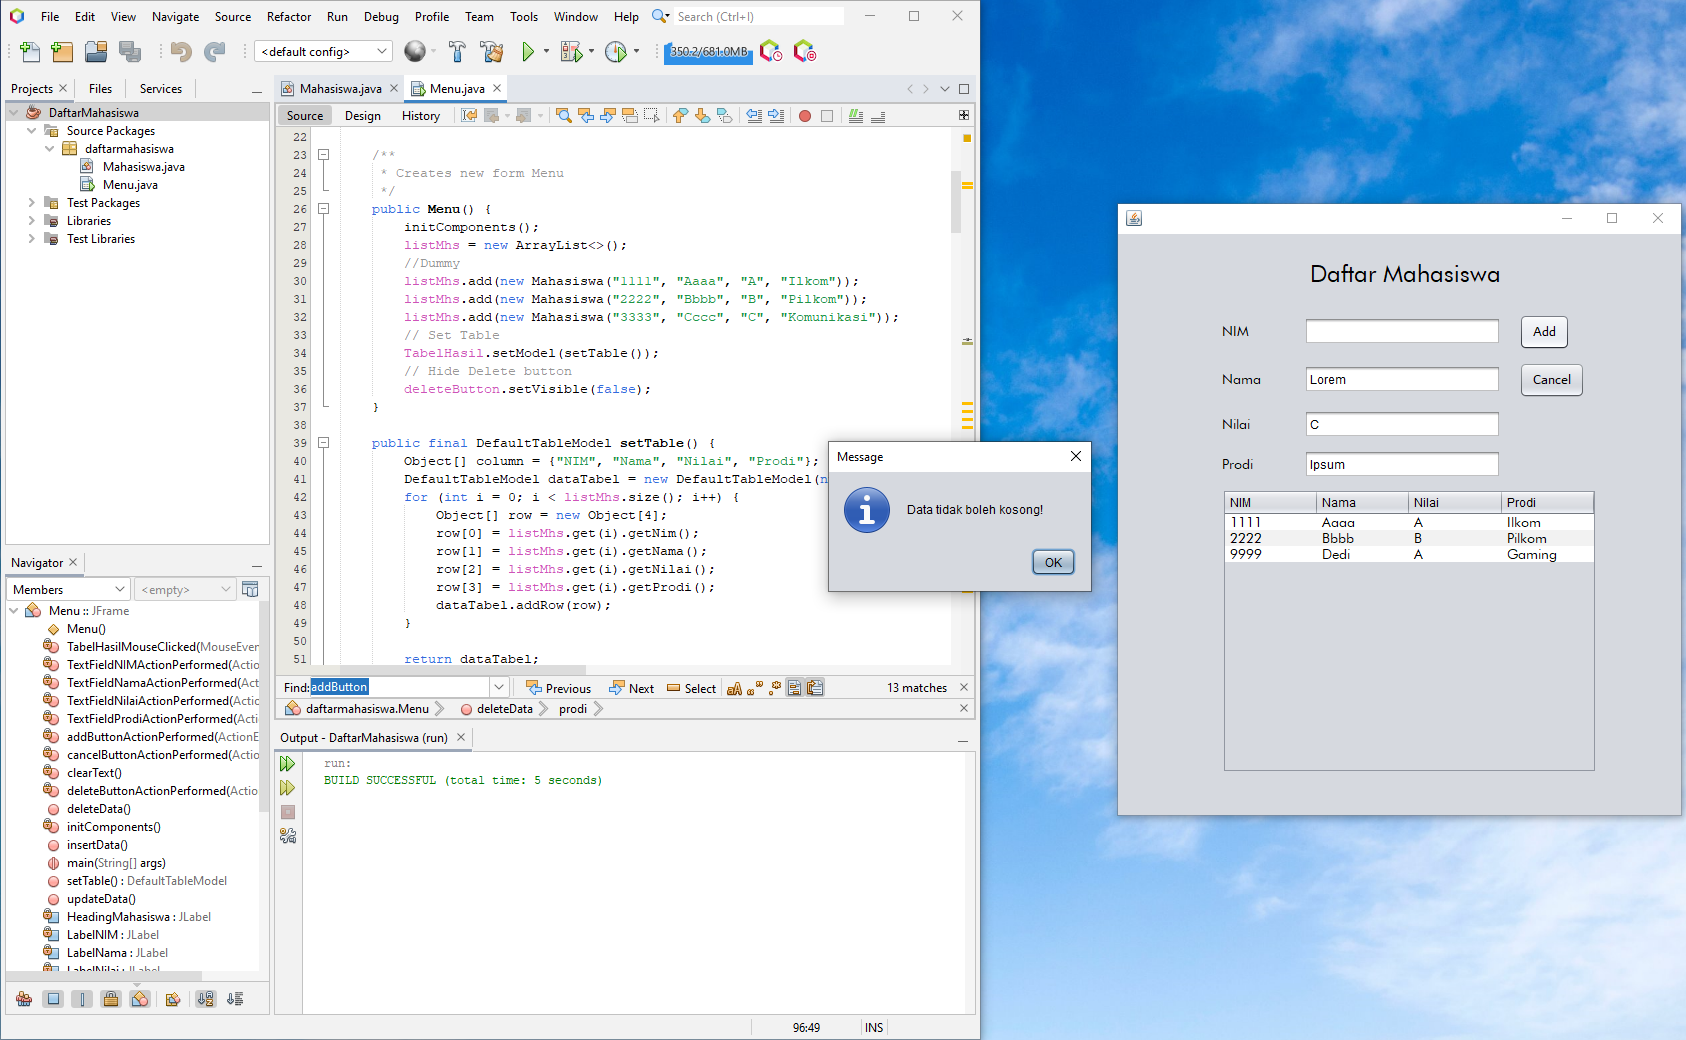 File Edit View Navigate Source Refactor Run Debug Profile Team Tools Window Help Search (Ctrl+I)
<default config> 350.2/681.0MB
Projects Files Services
DaftarMahasiswa
Source Packages
daftarmahasiswa
Mahasiswa.java
Menu.java
Test Packages
Libraries
Test Libraries
Navigator
Members <empty>
Menu :: JFrame
Menu()
TabelHasilMouseClicked(MouseEven
TextFieldNIMActionPerformed(Actio
TextFieldNamaActionPerformed(Act
TextFieldNilaiActionPerformed(Actio
TextFieldProdiActionPerformed(Actio
addButtonActionPerformed(ActionE
cancelButtonActionPerformed(Actio
clearText()
deleteButtonActionPerformed(Actio
deleteData()
initComponents()
insertData()
main(String[] args)
setTable() : DefaultTableModel
updateData()
HeadingMahasiswa : JLabel
LabelNIM : JLabel
LabelNama : JLabel
LabelNilai : JLabel
Mahasiswa.java Menu.java
Source Design History
22
23 /**
24 * Creates new form Menu
25 */
26 public Menu() {
27 initComponents();
28 listMhs = new ArrayList<>();
29 //Dummy
30 listMhs.add(new Mahasiswa("1111", "Aaaa", "A", "Ilkom"));
31 listMhs.add(new Mahasiswa("2222", "Bbbb", "B", "Pilkom"));
32 listMhs.add(new Mahasiswa("3333", "Cccc", "C", "Komunikasi"));
33 // Set Table
34 TabelHasil.setModel(setTable());
35 // Hide Delete button
36 deleteButton.setVisible(false);
37 }
38
39 public final DefaultTableModel setTable() {
40 Object[] column = {"NIM", "Nama", "Nilai", "Prodi"};
41 DefaultTableModel dataTabel = new DefaultTableModel(n
42 for (int i = 0; i < listMhs.size(); i++) {
43 Object[] row = new Object[4];
44 row[0] = listMhs.get(i).getNim();
45 row[1] = listMhs.get(i).getNama();
46 row[2] = listMhs.get(i).getNilai();
47 row[3] = listMhs.get(i).getProdi();
48 dataTabel.addRow(row);
49 }
50
51 return dataTabel;
Find: addButton Previous Next Select 13 matches
daftarmahasiswa.Menu deleteData prodi
Output - DaftarMahasiswa (run)
run:
BUILD SUCCESSFUL (total time: 5 seconds)
96:49 INS
Message
Data tidak boleh kosong!
OK
Daftar Mahasiswa
NIM Add
Nama Lorem Cancel
Nilai C
Prodi Ipsum
NIM Nama Nilai Prodi
1111 Aaaa A Ilkom
2222 Bbbb B Pilkom
9999 Dedi A Gaming